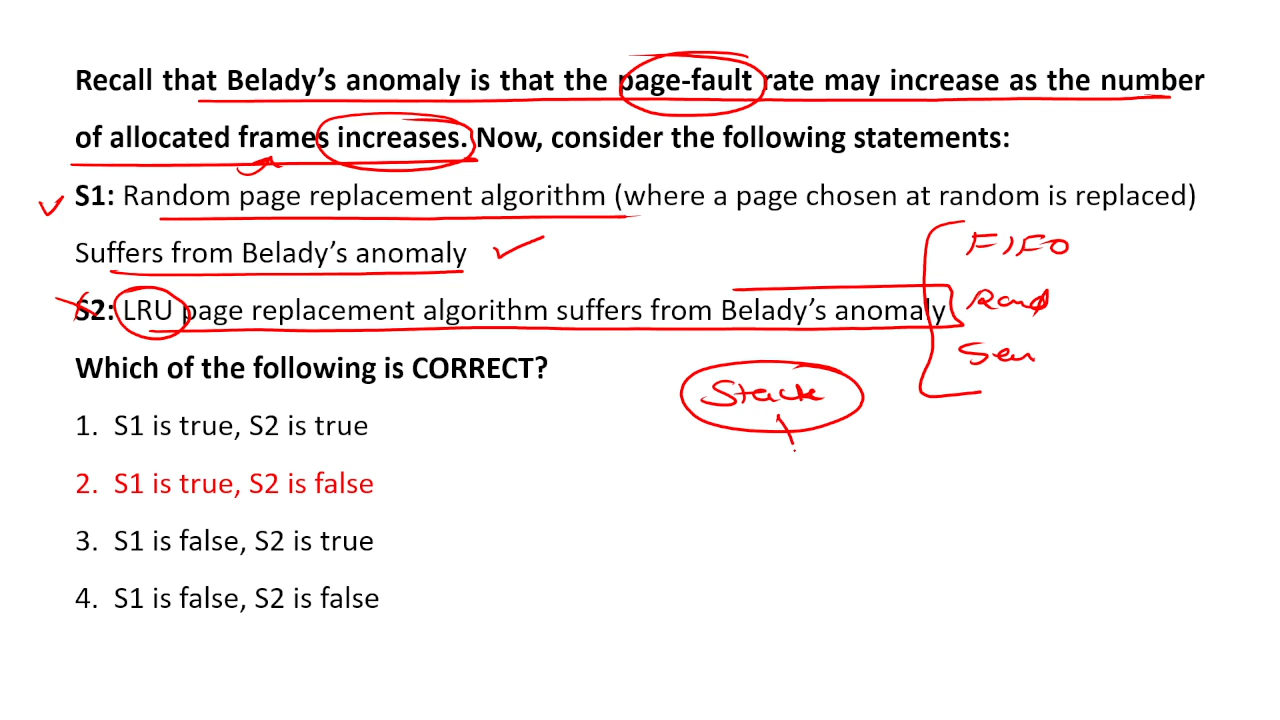 Recall that Belady's anomaly is that the page-fault rate may increase as the number
of allocated frames increases. Now, consider the following statements:
S1: Random page replacement algorithm (where a page chosen at random is replaced)
Suffers from Belady's anomaly
FIFO
S2: LRU page replacement algorithm suffers from Belady's anomaly
Rand
Sen
Which of the following is CORRECT?
Stack
1. S1 is true, S2 is true
2. S1 is true, S2 is false
3. S1 is false, S2 is true
4. S1 is false, S2 is false